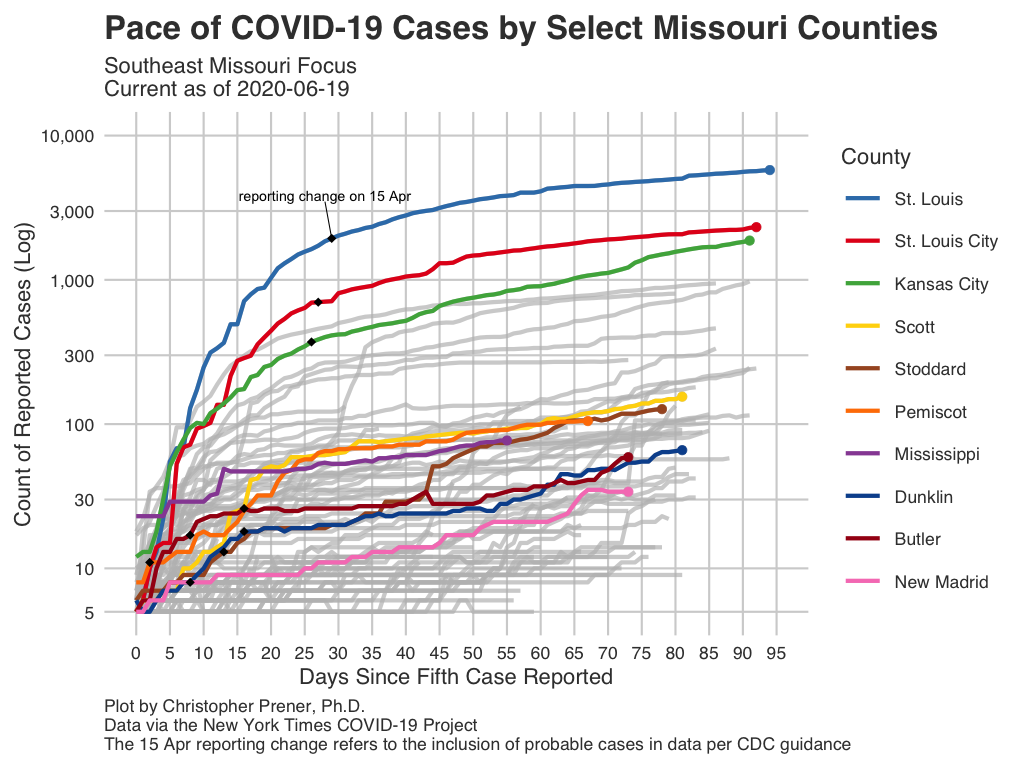 Pace of COVID-19 Cases by Select Missouri Counties
Southeast Missouri Focus
Current as of 2020-06-19
Count of Reported Cases (Log)
10,000
3,000
1,000
300
100
30
10
5
reporting change on 15 Apr
0 5 10 15 20 25 30 35 40 45 50 55 60 65 70 75 80 85 90 95
Days Since Fifth Case Reported
County
St. Louis
St. Louis City
Kansas City
Scott
Stoddard
Pemiscot
Mississippi
Dunklin
Butler
New Madrid
Plot by Christopher Prener, Ph.D.
Data via the New York Times COVID-19 Project
The 15 Apr reporting change refers to the inclusion of probable cases in data per CDC guidance